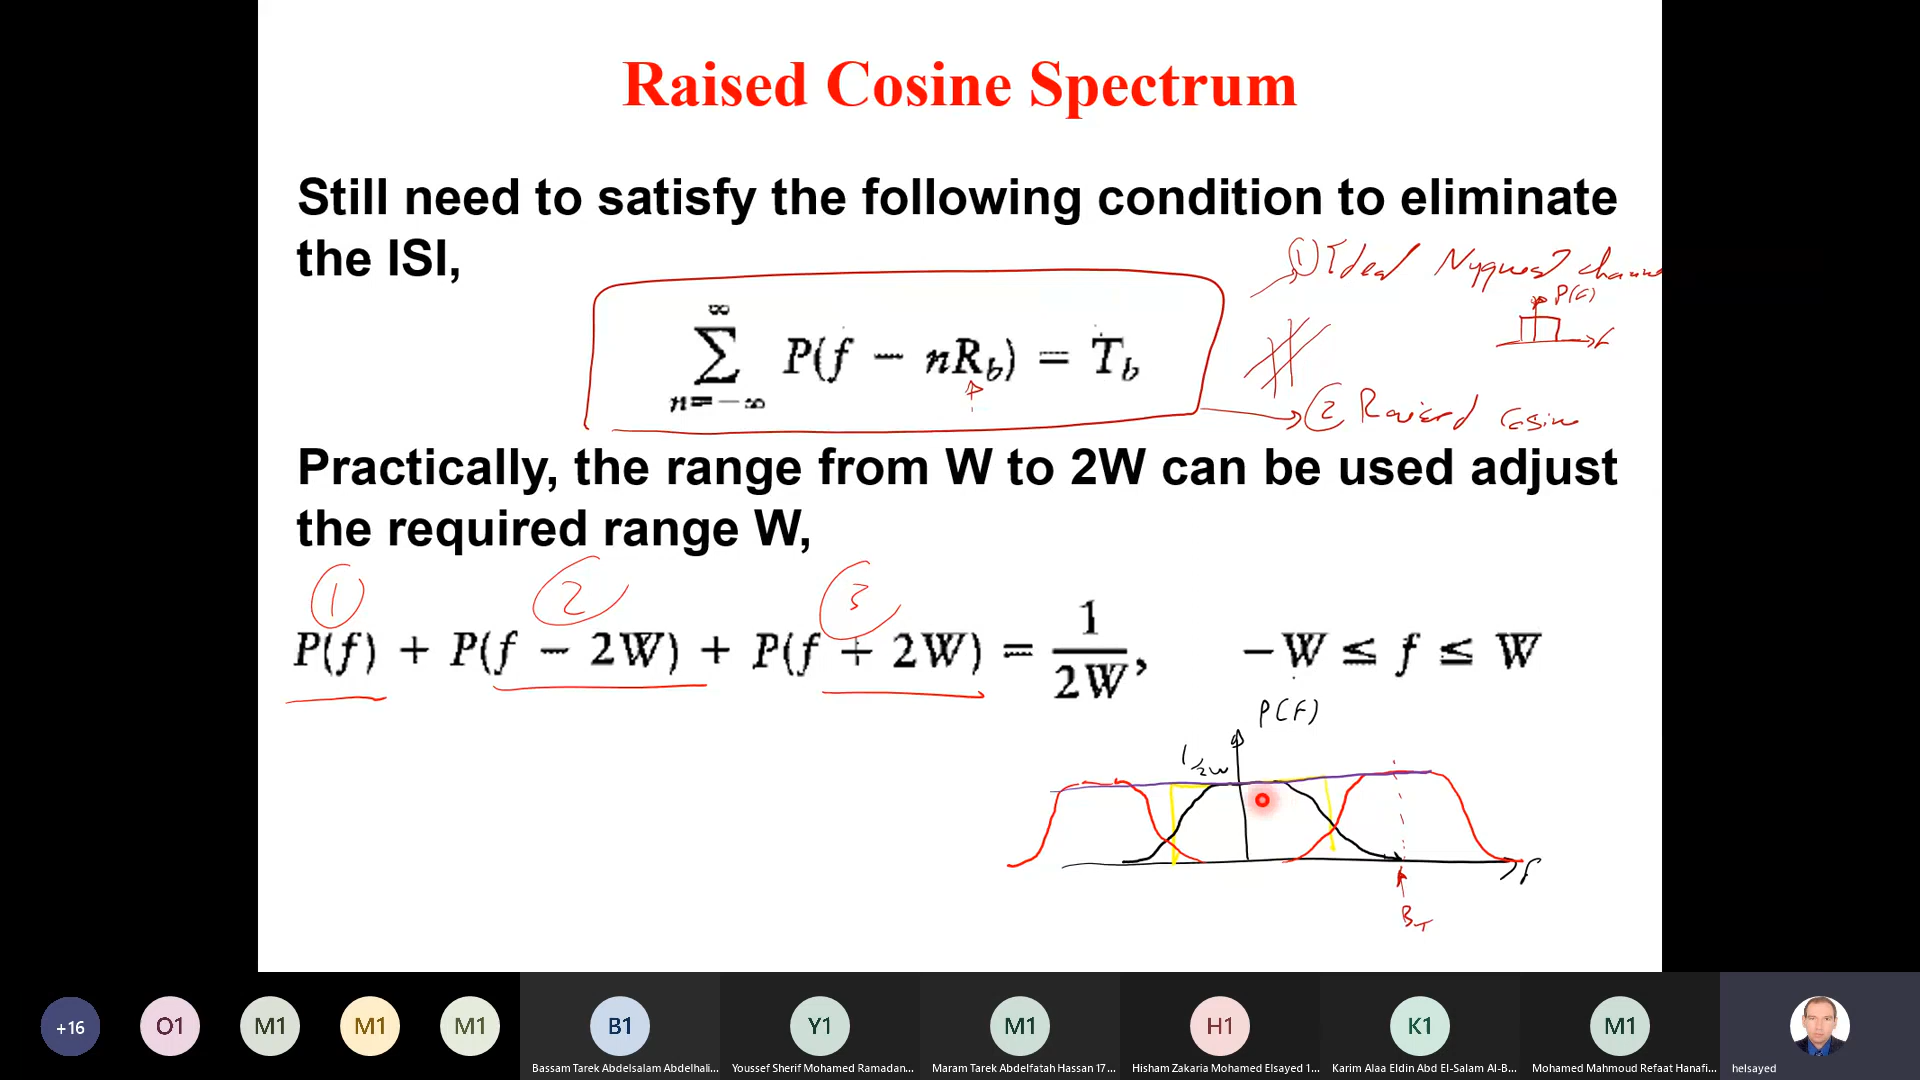 Raised Cosine Spectrum
Still need to satisfy the following condition to eliminate
the ISI,
① Ideal Nyquest
P(f)
f
∞
∑ P(f − nR_b) = T_b
n=−∞
② Raised Cosine
Practically, the range from W to 2W can be used adjust
the required range W,
① ② 3
P(f) + P(f − 2W) + P(f + 2W) = 1/2W, −W ≤ f ≤ W
P(F)
1/2W
f
B_T
+16
O1
M1
M1
M1
B1
Y1
M1
H1
K1
M1
Bassam Tarek Abdelsalam Abdelhali...
Youssef Sherif Mohamed Ramadan...
Maram Tarek Abdelfatah Hassan 17 ...
Hisham Zakaria Mohamed Elsayed 1...
Karim Alaa Eldin Abd El-Salam Al-B...
Mohamed Mahmoud Refaat Hanafi...
helsayed